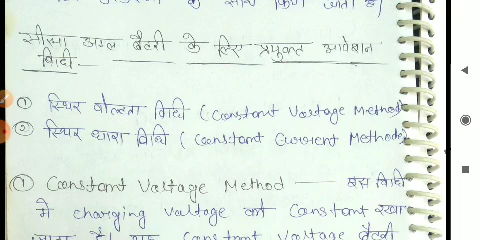 के साथ किया जाता है।
सीसा अम्ल बैटरी के लिए प्रयुक्त आवेशन
विधि
① स्थिर वोल्टता विधि (Constant Voltage Method)
② स्थिर धारा विधि (Constant Current Methode)
① Constant Voltage Method — इस विधि
में charging Voltage को Constant रखा
जाता है। Constant Voltage बैटरी